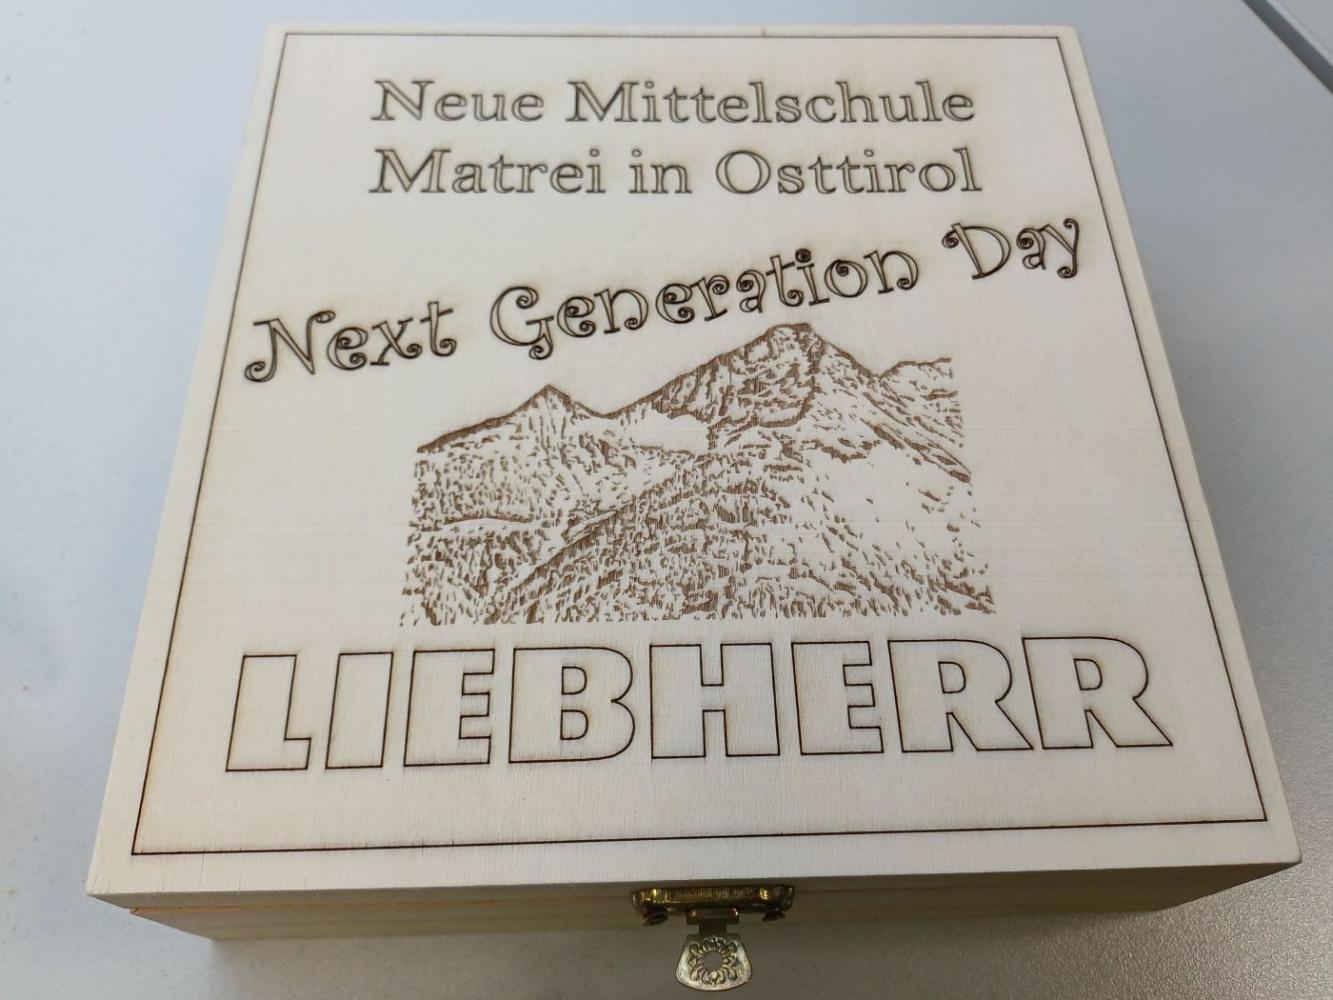 Neue Mittelschule
Matrei in Osttirol
Next Generation Day
LIEBHERR